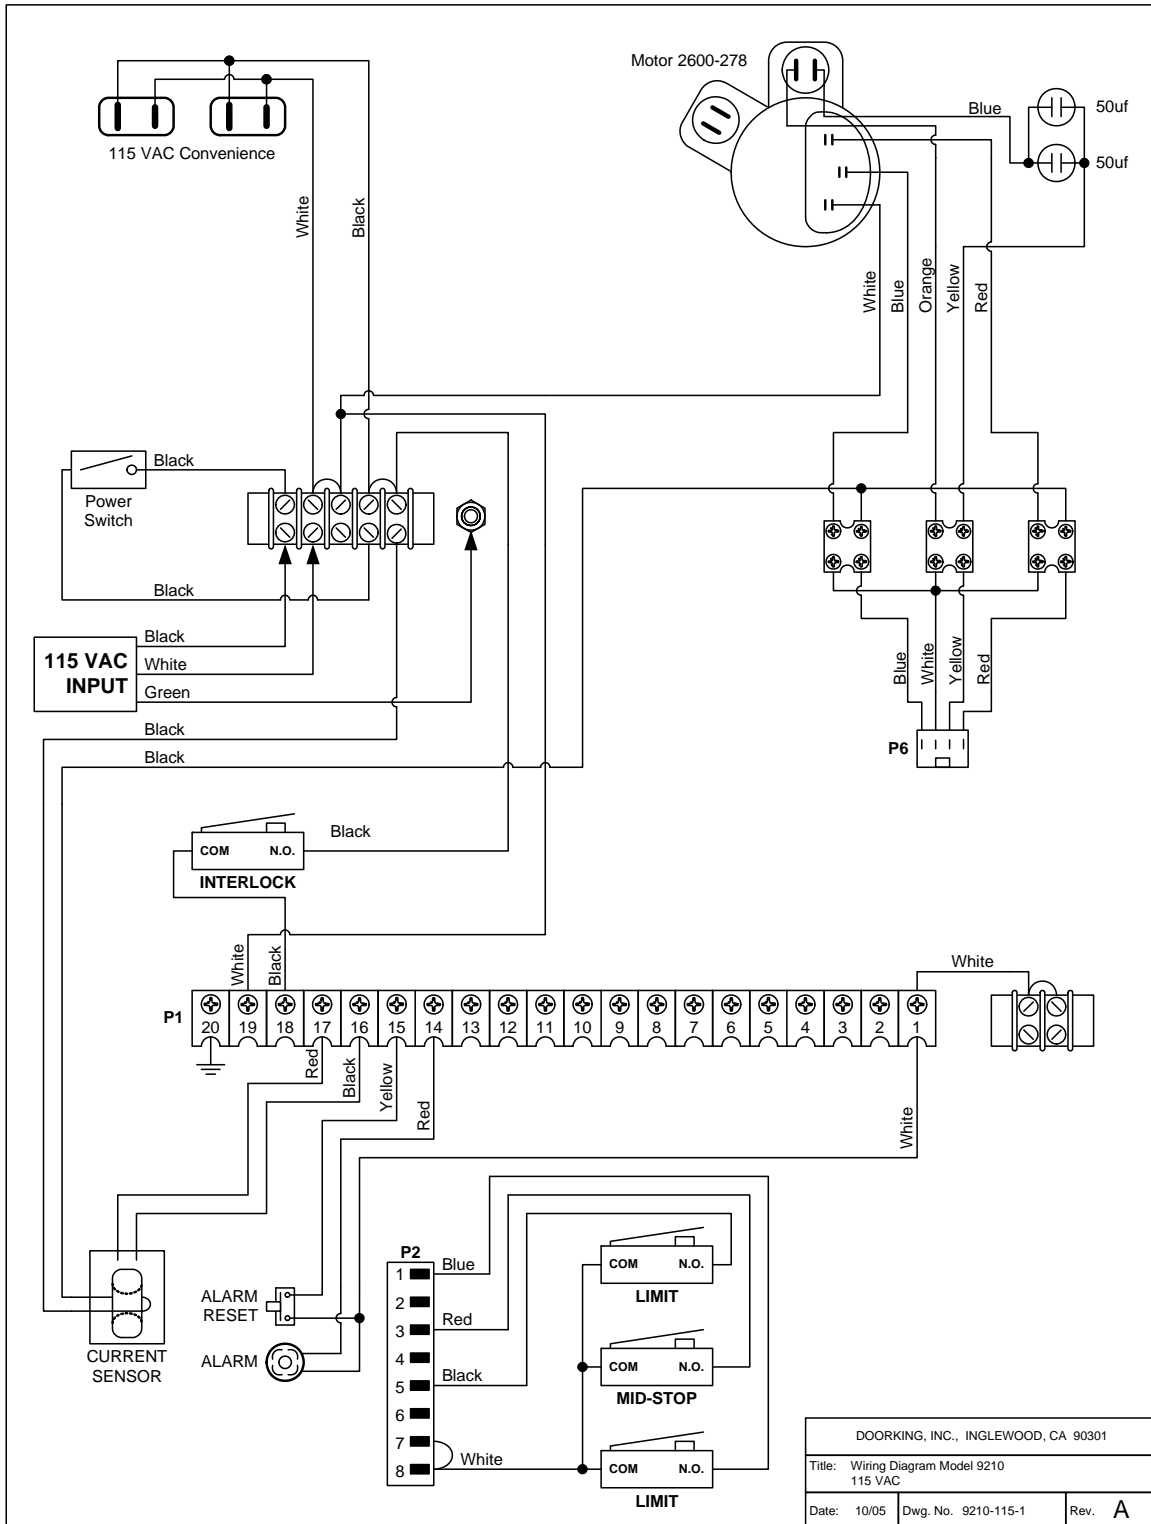 Motor 2600-278
Blue
50uf
50uf
115 VAC Convenience
White
Black
White
Blue
Orange
Yellow
Red
Black
Power
Switch
Black
115 VAC
INPUT
Black
White
Green
Black
Black
Blue
White
Yellow
Red
P6
Black
COM
N.O.
INTERLOCK
White
Black
White
P1
20
19
18
17
16
15
14
13
12
11
10
9
8
7
6
5
4
3
2
1
Red
Black
Yellow
Red
White
P2
1
2
3
4
5
6
7
8
Blue
Red
Black
White
COM
N.O.
LIMIT
COM
N.O.
MID-STOP
COM
N.O.
LIMIT
ALARM
RESET
ALARM
CURRENT
SENSOR
DOORKING, INC., INGLEWOOD, CA 90301
Title: Wiring Diagram Model 9210
115 VAC
Date: 10/05 Dwg. No. 9210-115-1 Rev. A